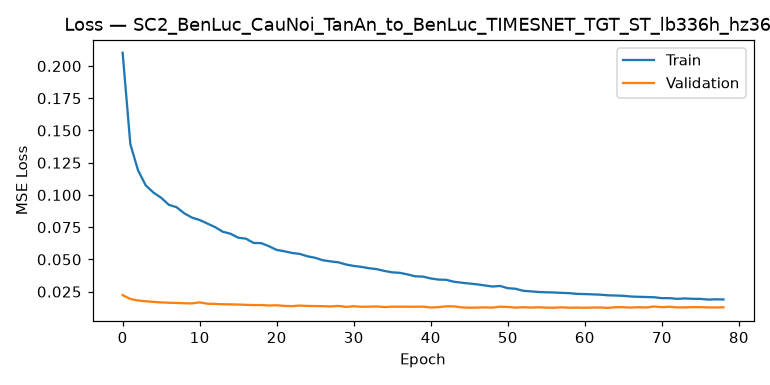 Loss — SC2_BenLuc_CauNoi_TanAn_to_BenLuc_TIMESNET_TGT_ST_lb336h_hz36
Train
Validation
MSE Loss
0.200
0.175
0.150
0.125
0.100
0.075
0.050
0.025
0 10 20 30 40 50 60 70 80
Epoch